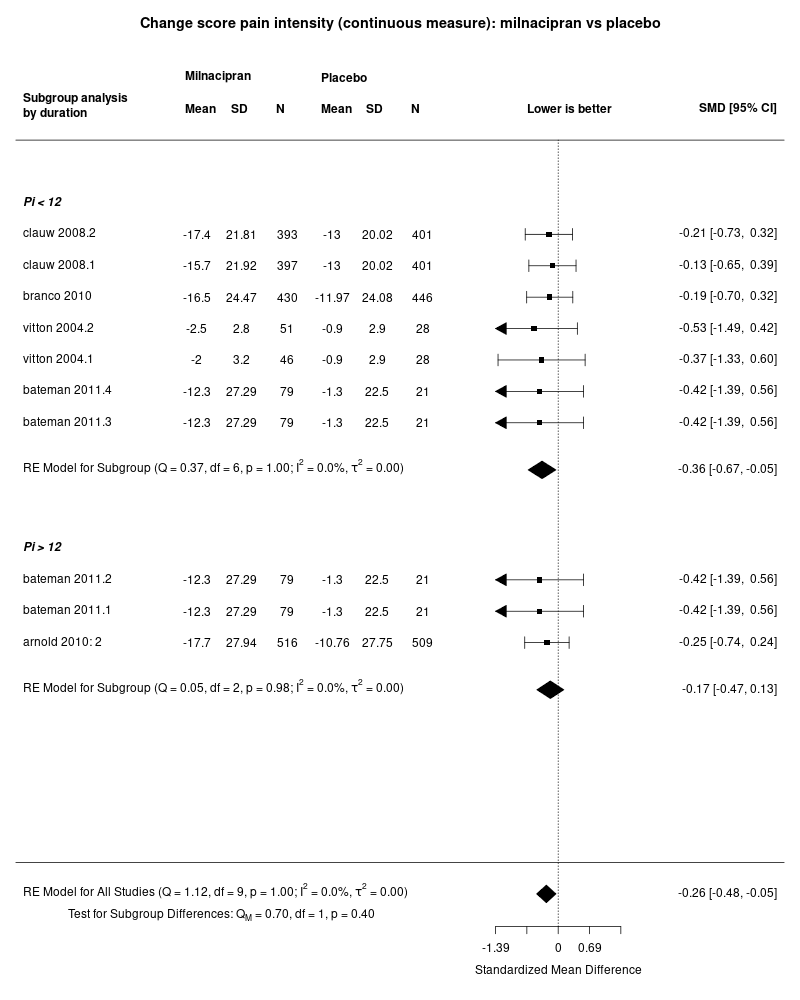 Change score pain intensity (continuous measure): milnacipran vs placebo
Milnacipran Placebo
Subgroup analysis
by duration
Mean SD N Mean SD N Lower is better SMD [95% CI]
Pi < 12
clauw 2008.2 -17.4 21.81 393 -13 20.02 401 -0.21 [-0.73, 0.32]
clauw 2008.1 -15.7 21.92 397 -13 20.02 401 -0.13 [-0.65, 0.39]
branco 2010 -16.5 24.47 430 -11.97 24.08 446 -0.19 [-0.70, 0.32]
vitton 2004.2 -2.5 2.8 51 -0.9 2.9 28 -0.53 [-1.49, 0.42]
vitton 2004.1 -2 3.2 46 -0.9 2.9 28 -0.37 [-1.33, 0.60]
bateman 2011.4 -12.3 27.29 79 -1.3 22.5 21 -0.42 [-1.39, 0.56]
bateman 2011.3 -12.3 27.29 79 -1.3 22.5 21 -0.42 [-1.39, 0.56]
RE Model for Subgroup (Q = 0.37, df = 6, p = 1.00; I² = 0.0%, τ² = 0.00) -0.36 [-0.67, -0.05]
Pi > 12
bateman 2011.2 -12.3 27.29 79 -1.3 22.5 21 -0.42 [-1.39, 0.56]
bateman 2011.1 -12.3 27.29 79 -1.3 22.5 21 -0.42 [-1.39, 0.56]
arnold 2010: 2 -17.7 27.94 516 -10.76 27.75 509 -0.25 [-0.74, 0.24]
RE Model for Subgroup (Q = 0.05, df = 2, p = 0.98; I² = 0.0%, τ² = 0.00) -0.17 [-0.47, 0.13]
RE Model for All Studies (Q = 1.12, df = 9, p = 1.00; I² = 0.0%, τ² = 0.00) -0.26 [-0.48, -0.05]
Test for Subgroup Differences: Q_M = 0.70, df = 1, p = 0.40
-1.39 0 0.69
Standardized Mean Difference